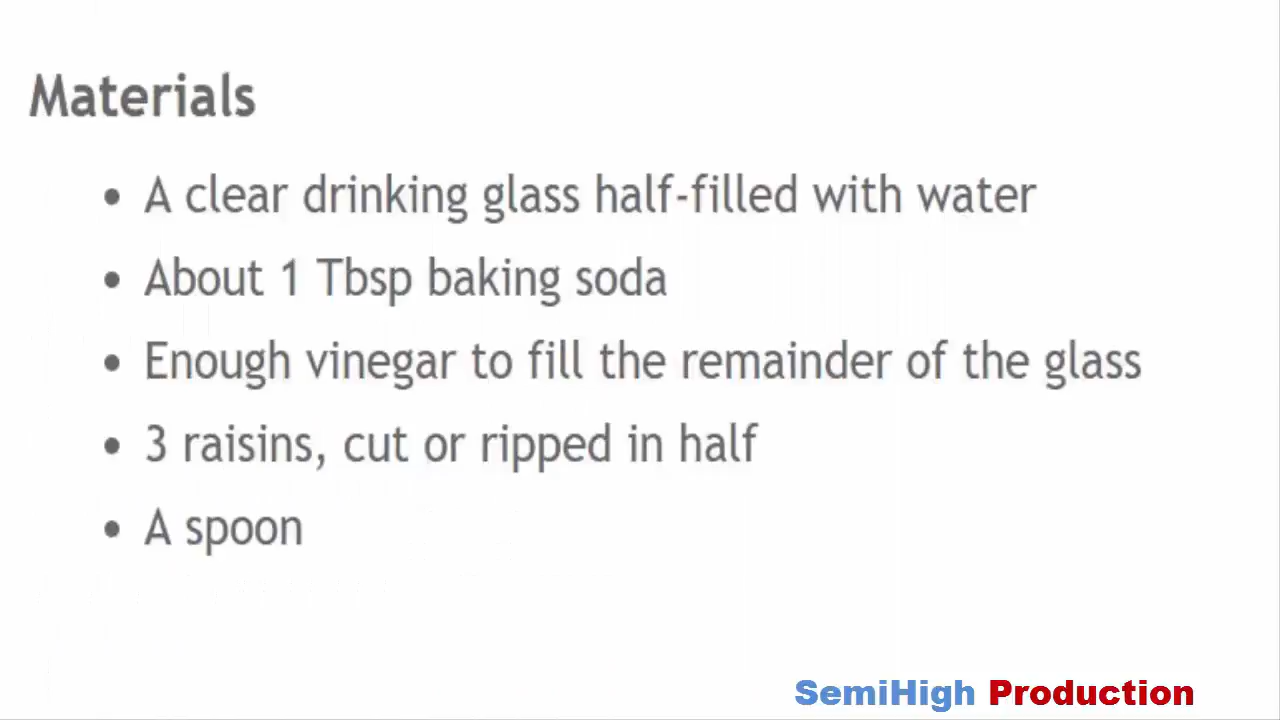 Materials
• A clear drinking glass half-filled with water
• About 1 Tbsp baking soda
• Enough vinegar to fill the remainder of the glass
• 3 raisins, cut or ripped in half
• A spoon
SemiHigh Production